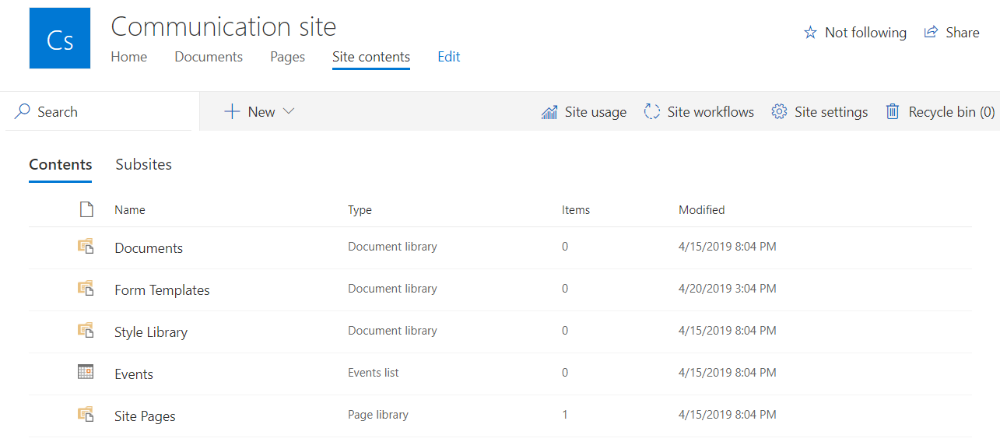 Cs
Communication site
Not following Share
Home Documents Pages Site contents Edit
Search New Site usage Site workflows Site settings Recycle bin (0)
Contents Subsites
Name Type Items Modified
Documents Document library 0 4/15/2019 8:04 PM
Form Templates Document library 0 4/20/2019 3:04 PM
Style Library Document library 0 4/15/2019 8:04 PM
Events Events list 0 4/15/2019 8:04 PM
Site Pages Page library 1 4/15/2019 8:04 PM